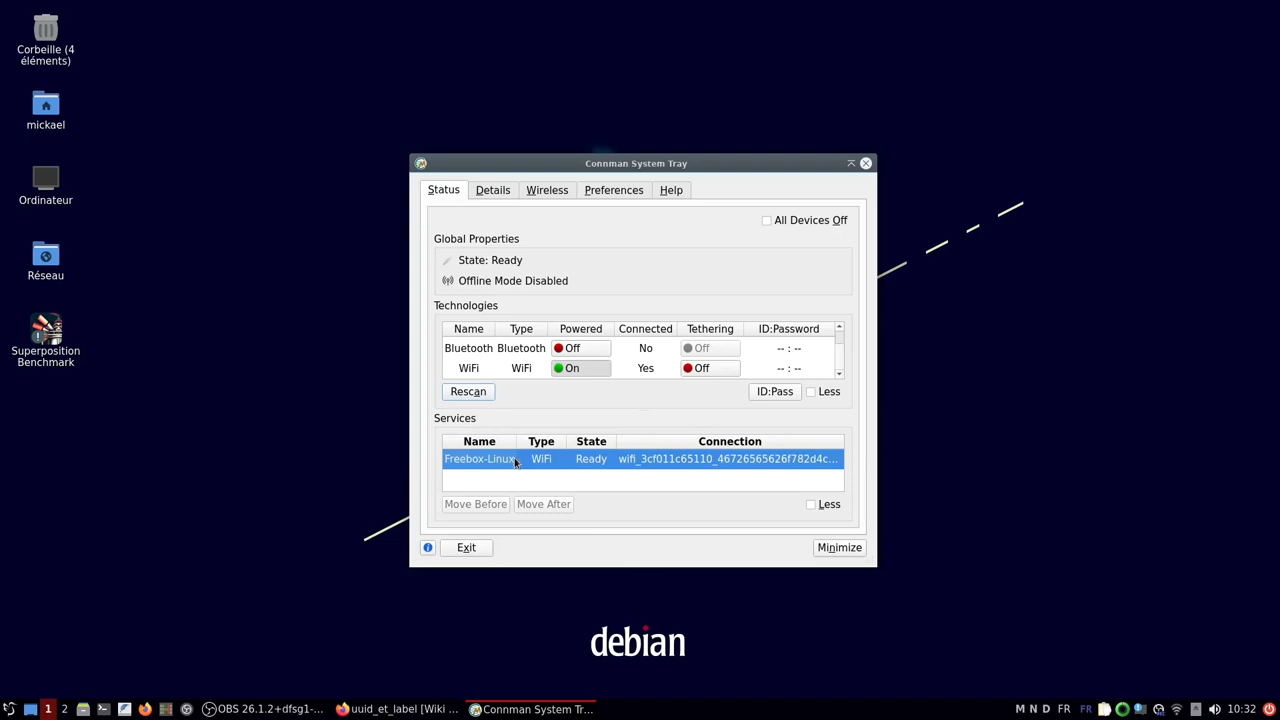 Corbeille (4
éléments)
mickael
Ordinateur
Réseau
Superposition
Benchmark
Connman System Tray
Status Details Wireless Preferences Help
All Devices Off
Global Properties
State: Ready
Offline Mode Disabled
Technologies
Name Type Powered Connected Tethering ID:Password
Bluetooth Bluetooth Off No Off -- : --
WiFi WiFi On Yes Off -- : --
Rescan ID:Pass Less
Services
Name Type State Connection
Freebox-Linux WiFi Ready wifi_3cf011c65110_46726565626f782d4c...
Move Before Move After Less
Exit Minimize
debian
1 2 OBS 26.1.2+dfsg1-... uuid_et_label [Wiki ... Connman System Tr... M N D FR FR 10:32